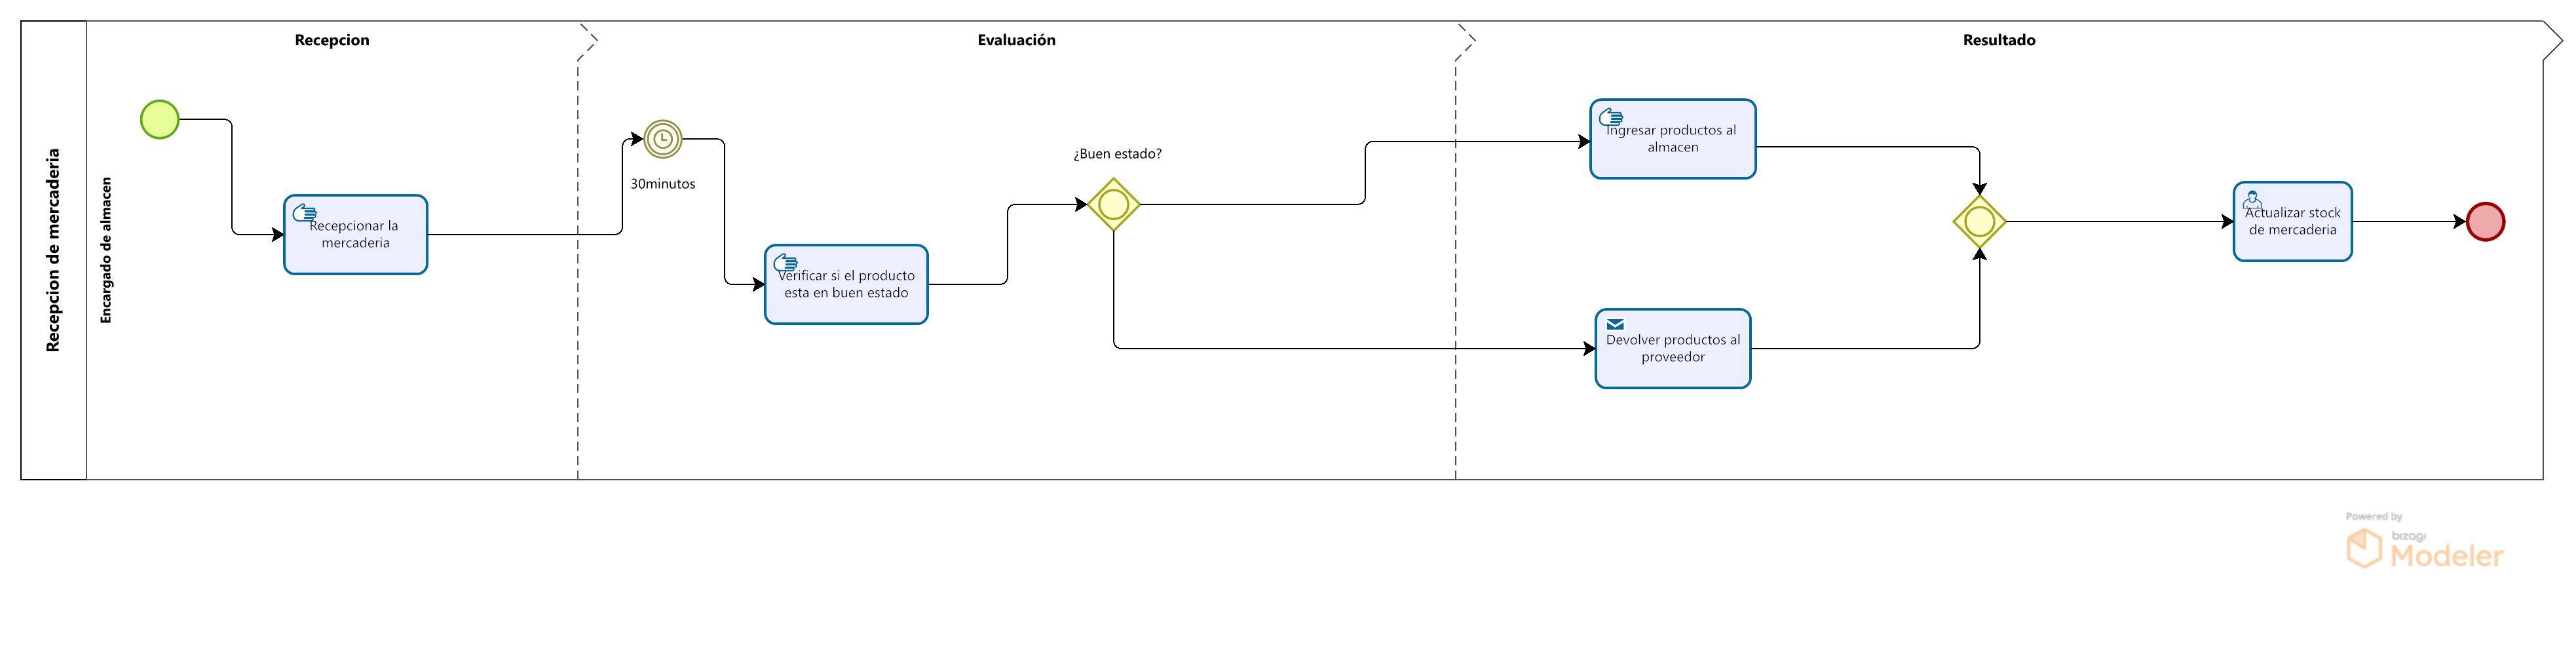 Recepcion de mercaderia
Encargado de almacen
Recepcion
Evaluación
Resultado
Recepcionar la
mercaderia
30minutos
Verificar si el producto
esta en buen estado
¿Buen estado?
Ingresar productos al
almacen
Devolver productos al
proveedor
Actualizar stock
de mercaderia
Powered by
bizagi
Modeler